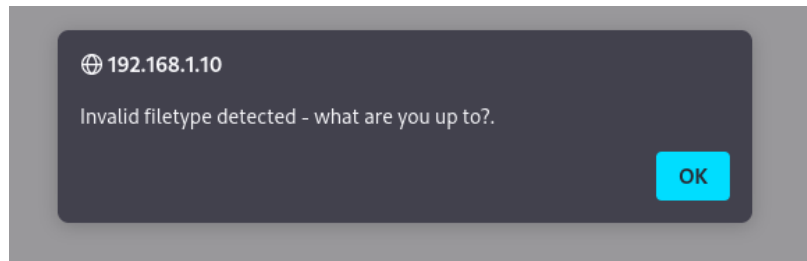 192.168.1.10
Invalid filetype detected - what are you up to?.
OK